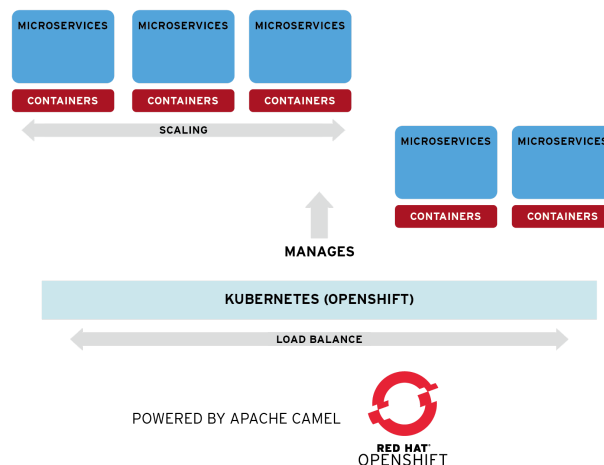 MICROSERVICES MICROSERVICES MICROSERVICES
CONTAINERS CONTAINERS CONTAINERS
SCALING
MICROSERVICES MICROSERVICES
CONTAINERS CONTAINERS
MANAGES
KUBERNETES (OPENSHIFT)
LOAD BALANCE
POWERED BY APACHE CAMEL
RED HAT
OPENSHIFT